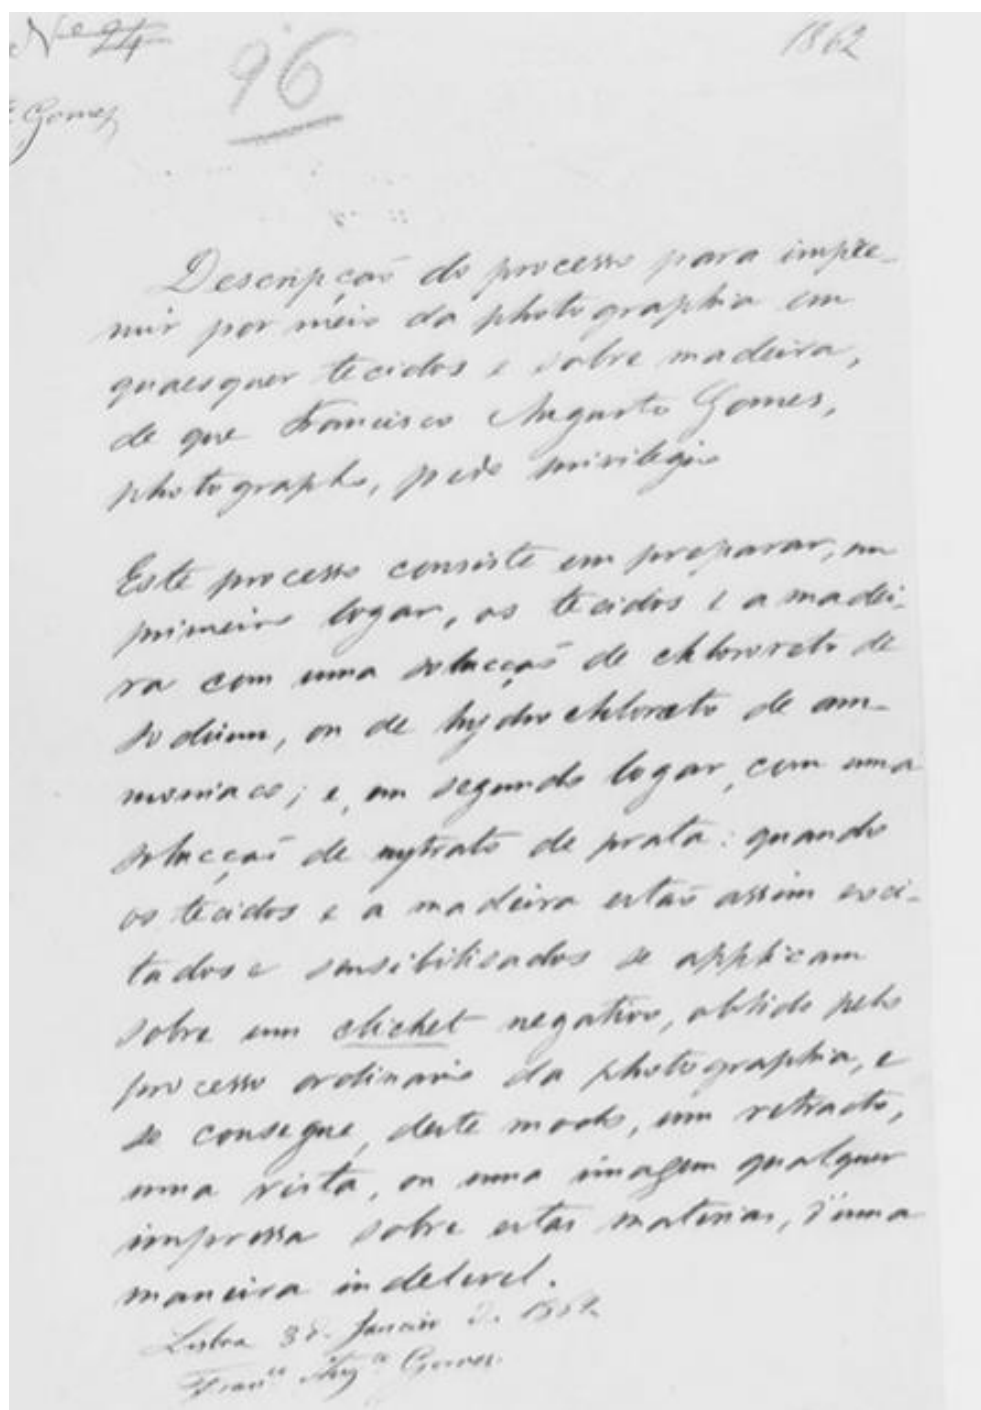 Nº 24
96
1862
Gomes
Descripção do processo para impre-
mir por meio da photographia em
quaesquer tecidos e sobre madeira,
de que Francisco Augusto Gomes,
photographo, pede privilegio
Este processo consiste em preparar, em
primeiro logar, os tecidos e a madei-
ra com uma solucção de chlorureto de
sodium, ou de hydrochlorato de am-
moniaco; e, em segundo logar, com uma
solucção de nytrato de prata: quando
os tecidos e a madeira estão assim exci-
tados e sensibilisados se applicam
sobre um clichet negativo, obtido pelo
processo ordinario da photographia, e
se consegue, deste modo, um retracto,
uma vista, ou uma imagem qualquer
impressa sobre estas materias, d'uma
maneira indelevel.
Lisboa de Janeiro de 1862
Franco Augto Gomes.